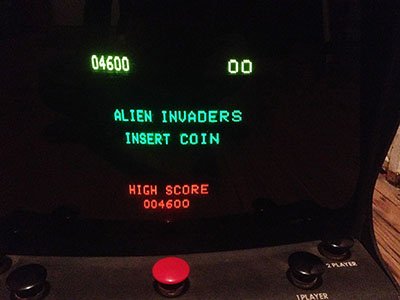 04600 00
ALIEN INVADERS
INSERT COIN
HIGH SCORE
004600
2 PLAYER
1 PLAYER